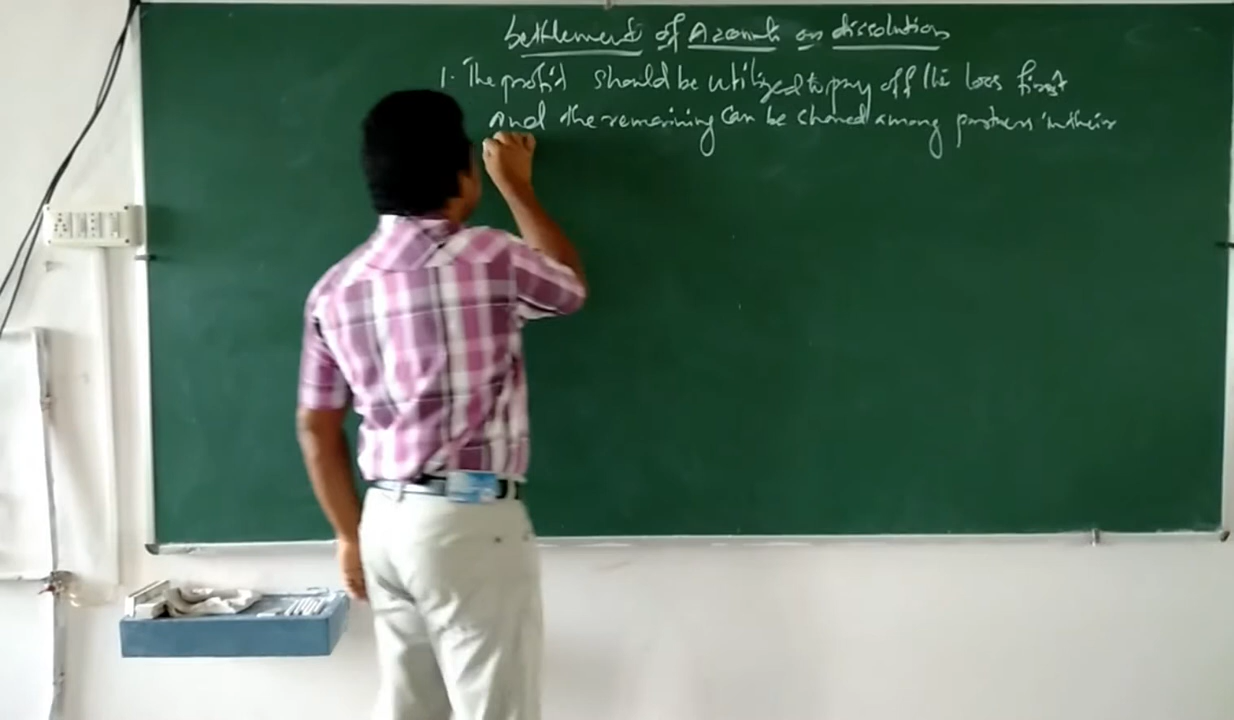 Settlement of Accounts on dissolution
1. The profit should be utilized to pay off the loss first
and the remaining can be shared among partners in their